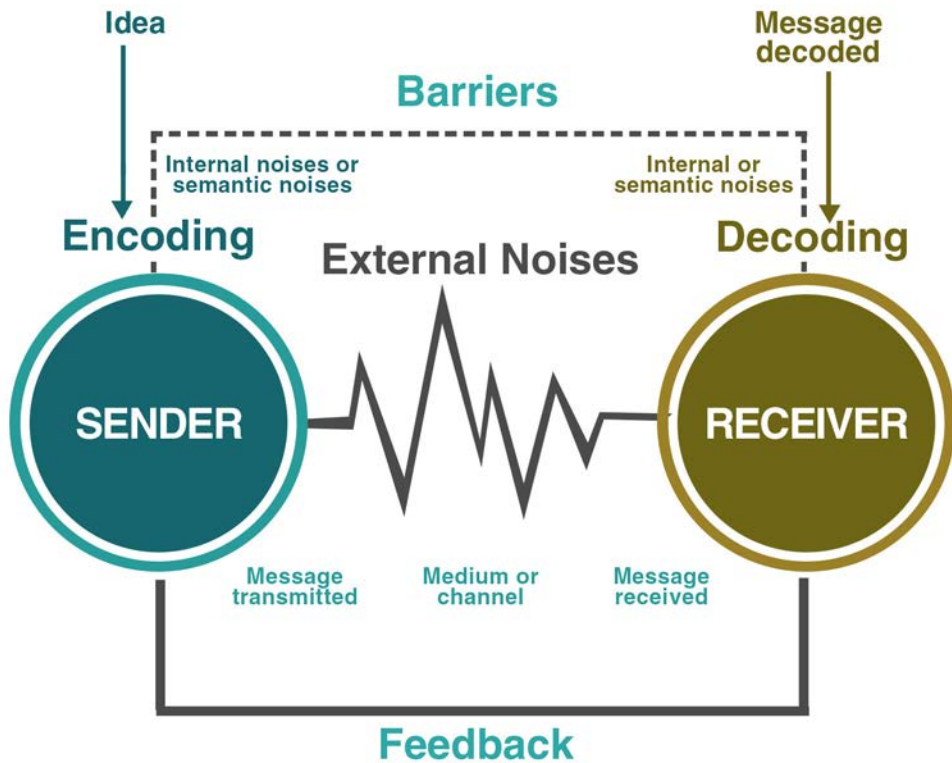 Idea
Message
decoded
Barriers
Internal noises or
semantic noises
Internal or
semantic noises
Encoding
Decoding
External Noises
SENDER
RECEIVER
Message
transmitted
Medium or
channel
Message
received
Feedback